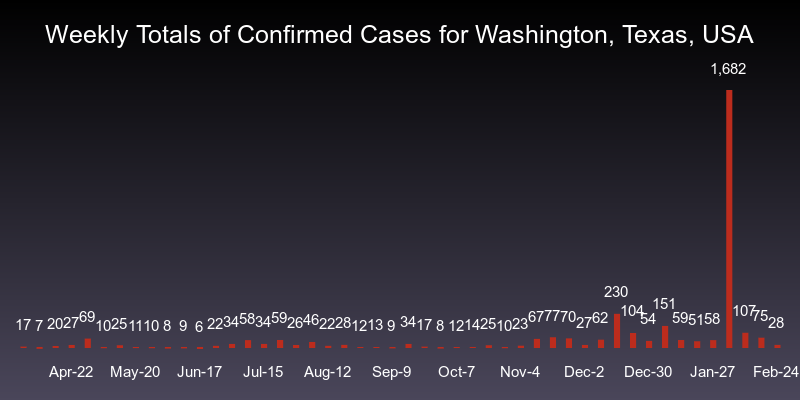 Weekly Totals of Confirmed Cases for Washington, Texas, USA
1,682
230
151
104
107
17 7 20 27 69 10 25 11 10 8 9 6 22 34 58 34 59 26 46 22 28 12 13 9 34 17 8 12 14 25 10 23 67 77 70 27 62 54 59 51 58 75 28
Apr-22 May-20 Jun-17 Jul-15 Aug-12 Sep-9 Oct-7 Nov-4 Dec-2 Dec-30 Jan-27 Feb-24